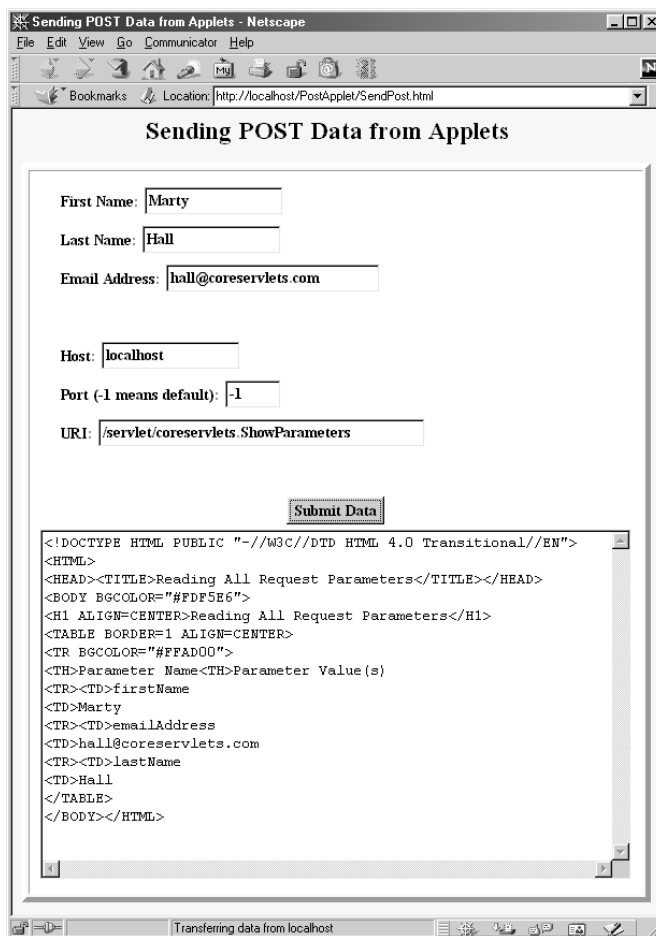 Sending POST Data from Applets - Netscape
File Edit View Go Communicator Help
My
N
Bookmarks Location: http://localhost/PostApplet/SendPost.html
Sending POST Data from Applets
First Name: Marty
Last Name: Hall
Email Address: hall@coreservlets.com
Host: localhost
Port (-1 means default): -1
URI: /servlet/coreservlets.ShowParameters
Submit Data
<!DOCTYPE HTML PUBLIC "-//W3C//DTD HTML 4.0 Transitional//EN">
<HTML>
<HEAD><TITLE>Reading All Request Parameters</TITLE></HEAD>
<BODY BGCOLOR="#FDF5E6">
<H1 ALIGN=CENTER>Reading All Request Parameters</H1>
<TABLE BORDER=1 ALIGN=CENTER>
<TR BGCOLOR="#FFAD00">
<TH>Parameter Name<TH>Parameter Value(s)
<TR><TD>firstName
<TD>Marty
<TR><TD>emailAddress
<TD>hall@coreservlets.com
<TR><TD>lastName
<TD>Hall
</TABLE>
</BODY></HTML>
Transferring data from localhost